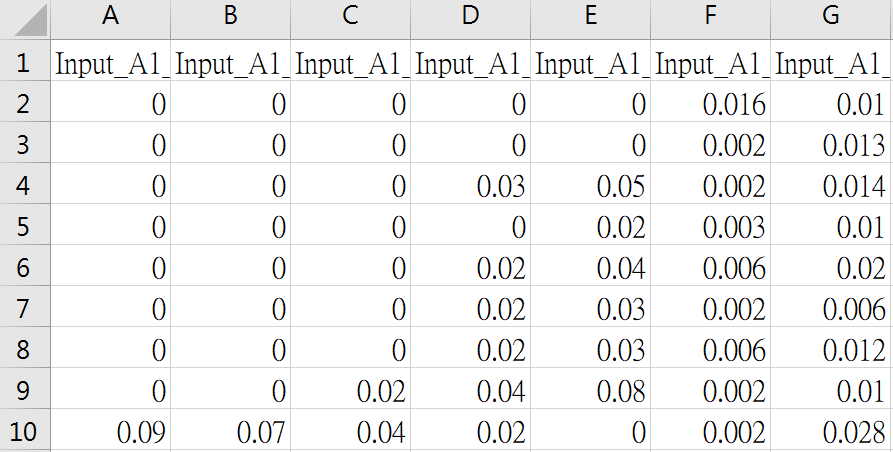 A B C D E F G
1 Input_A1_ Input_A1_ Input_A1_ Input_A1_ Input_A1_ Input_A1_ Input_A1_
2 0 0 0 0 0 0.016 0.01
3 0 0 0 0 0 0.002 0.013
4 0 0 0 0.03 0.05 0.002 0.014
5 0 0 0 0 0.02 0.003 0.01
6 0 0 0 0.02 0.04 0.006 0.02
7 0 0 0 0.02 0.03 0.002 0.006
8 0 0 0 0.02 0.03 0.006 0.012
9 0 0 0.02 0.04 0.08 0.002 0.01
10 0.09 0.07 0.04 0.02 0 0.002 0.028